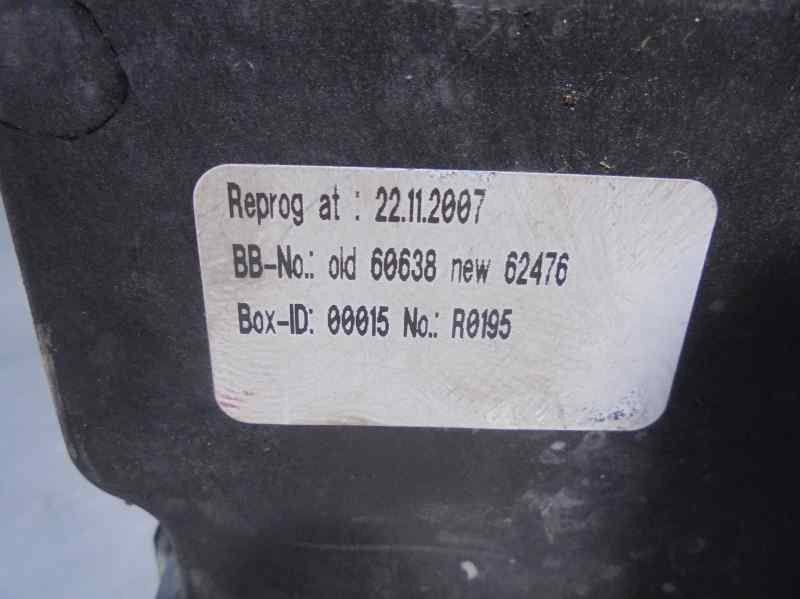 Reprog at : 22.11.2007
BB-No.: old 60638 new 62476
Box-ID: 00015 No.: R0195